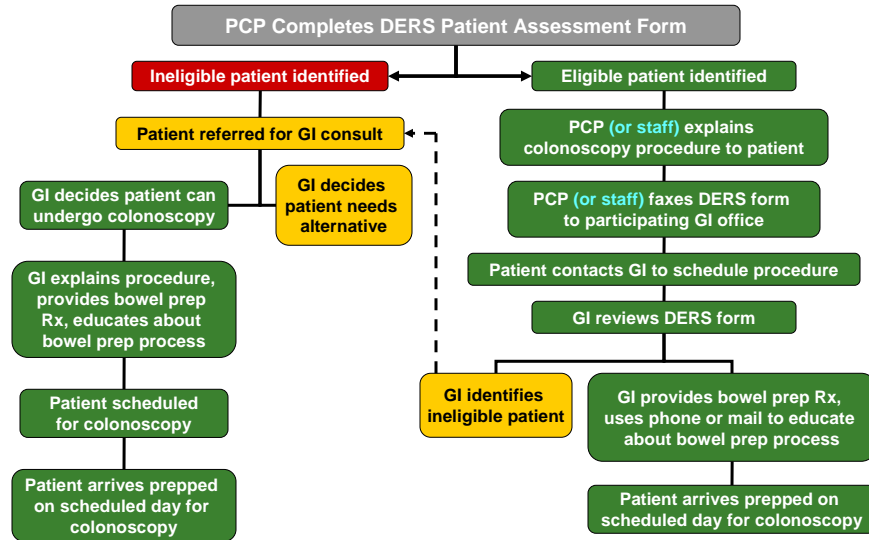 PCP Completes DERS Patient Assessment Form
Ineligible patient identified
Eligible patient identified
Patient referred for GI consult
PCP (or staff) explains
colonoscopy procedure to patient
GI decides patient can
undergo colonoscopy
GI decides
patient needs
alternative
PCP (or staff) faxes DERS form
to participating GI office
GI explains procedure,
provides bowel prep
Rx, educates about
bowel prep process
Patient contacts GI to schedule procedure
GI reviews DERS form
Patient scheduled
for colonoscopy
GI identifies
ineligible patient
GI provides bowel prep Rx,
uses phone or mail to educate
about bowel prep process
Patient arrives prepped
on scheduled day for
colonoscopy
Patient arrives prepped on
scheduled day for colonoscopy